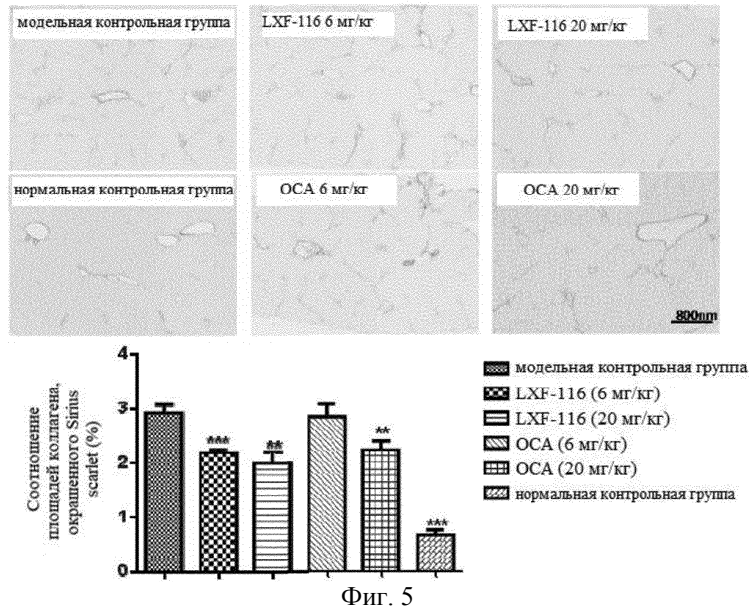 модельная контрольная группа
LXF-116 6 мг/кг
LXF-116 20 мг/кг
нормальная контрольная группа
OCA 6 мг/кг
OCA 20 мг/кг
800nm
Соотношение
площадей коллагена,
окрашенного Sirius
scarlet (%)
4
3
2
1
0
***
**
**
***
модельная контрольная группа
LXF-116 (6 мг/кг)
LXF-116 (20 мг/кг)
OCA (6 мг/кг)
OCA (20 мг/кг)
нормальная контрольная группа
Фиг. 5